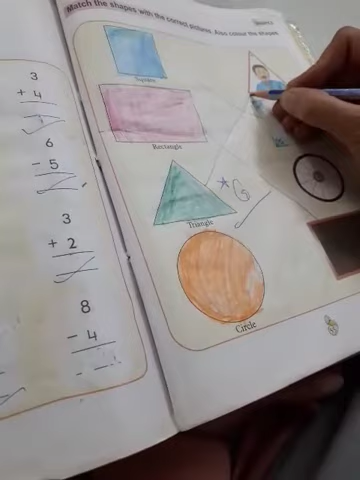 Match the shapes with the correct pictures. Also colour the shapes
Square
Rectangle
Triangle
Circle
3
+ 4
6
- 5
3
+ 2
8
- 4